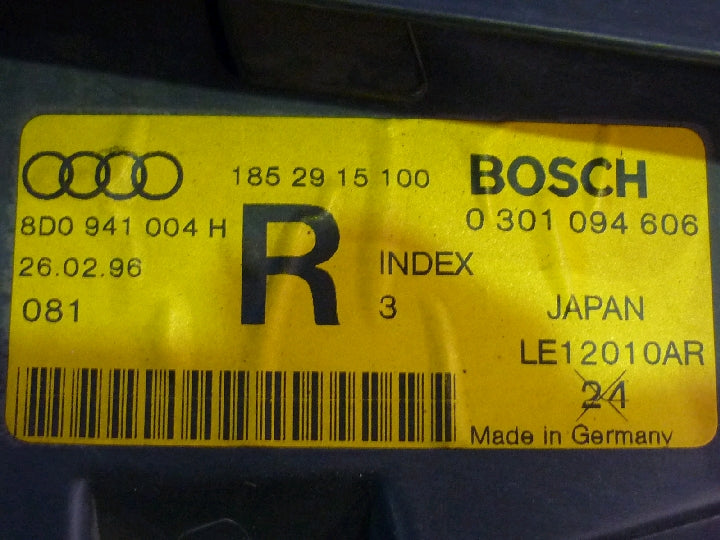 185 29 15 100 BOSCH
8D0 941 004 H R 0 301 094 606
26.02.96 INDEX
081 3 JAPAN
LE12010AR
24
Made in Germany